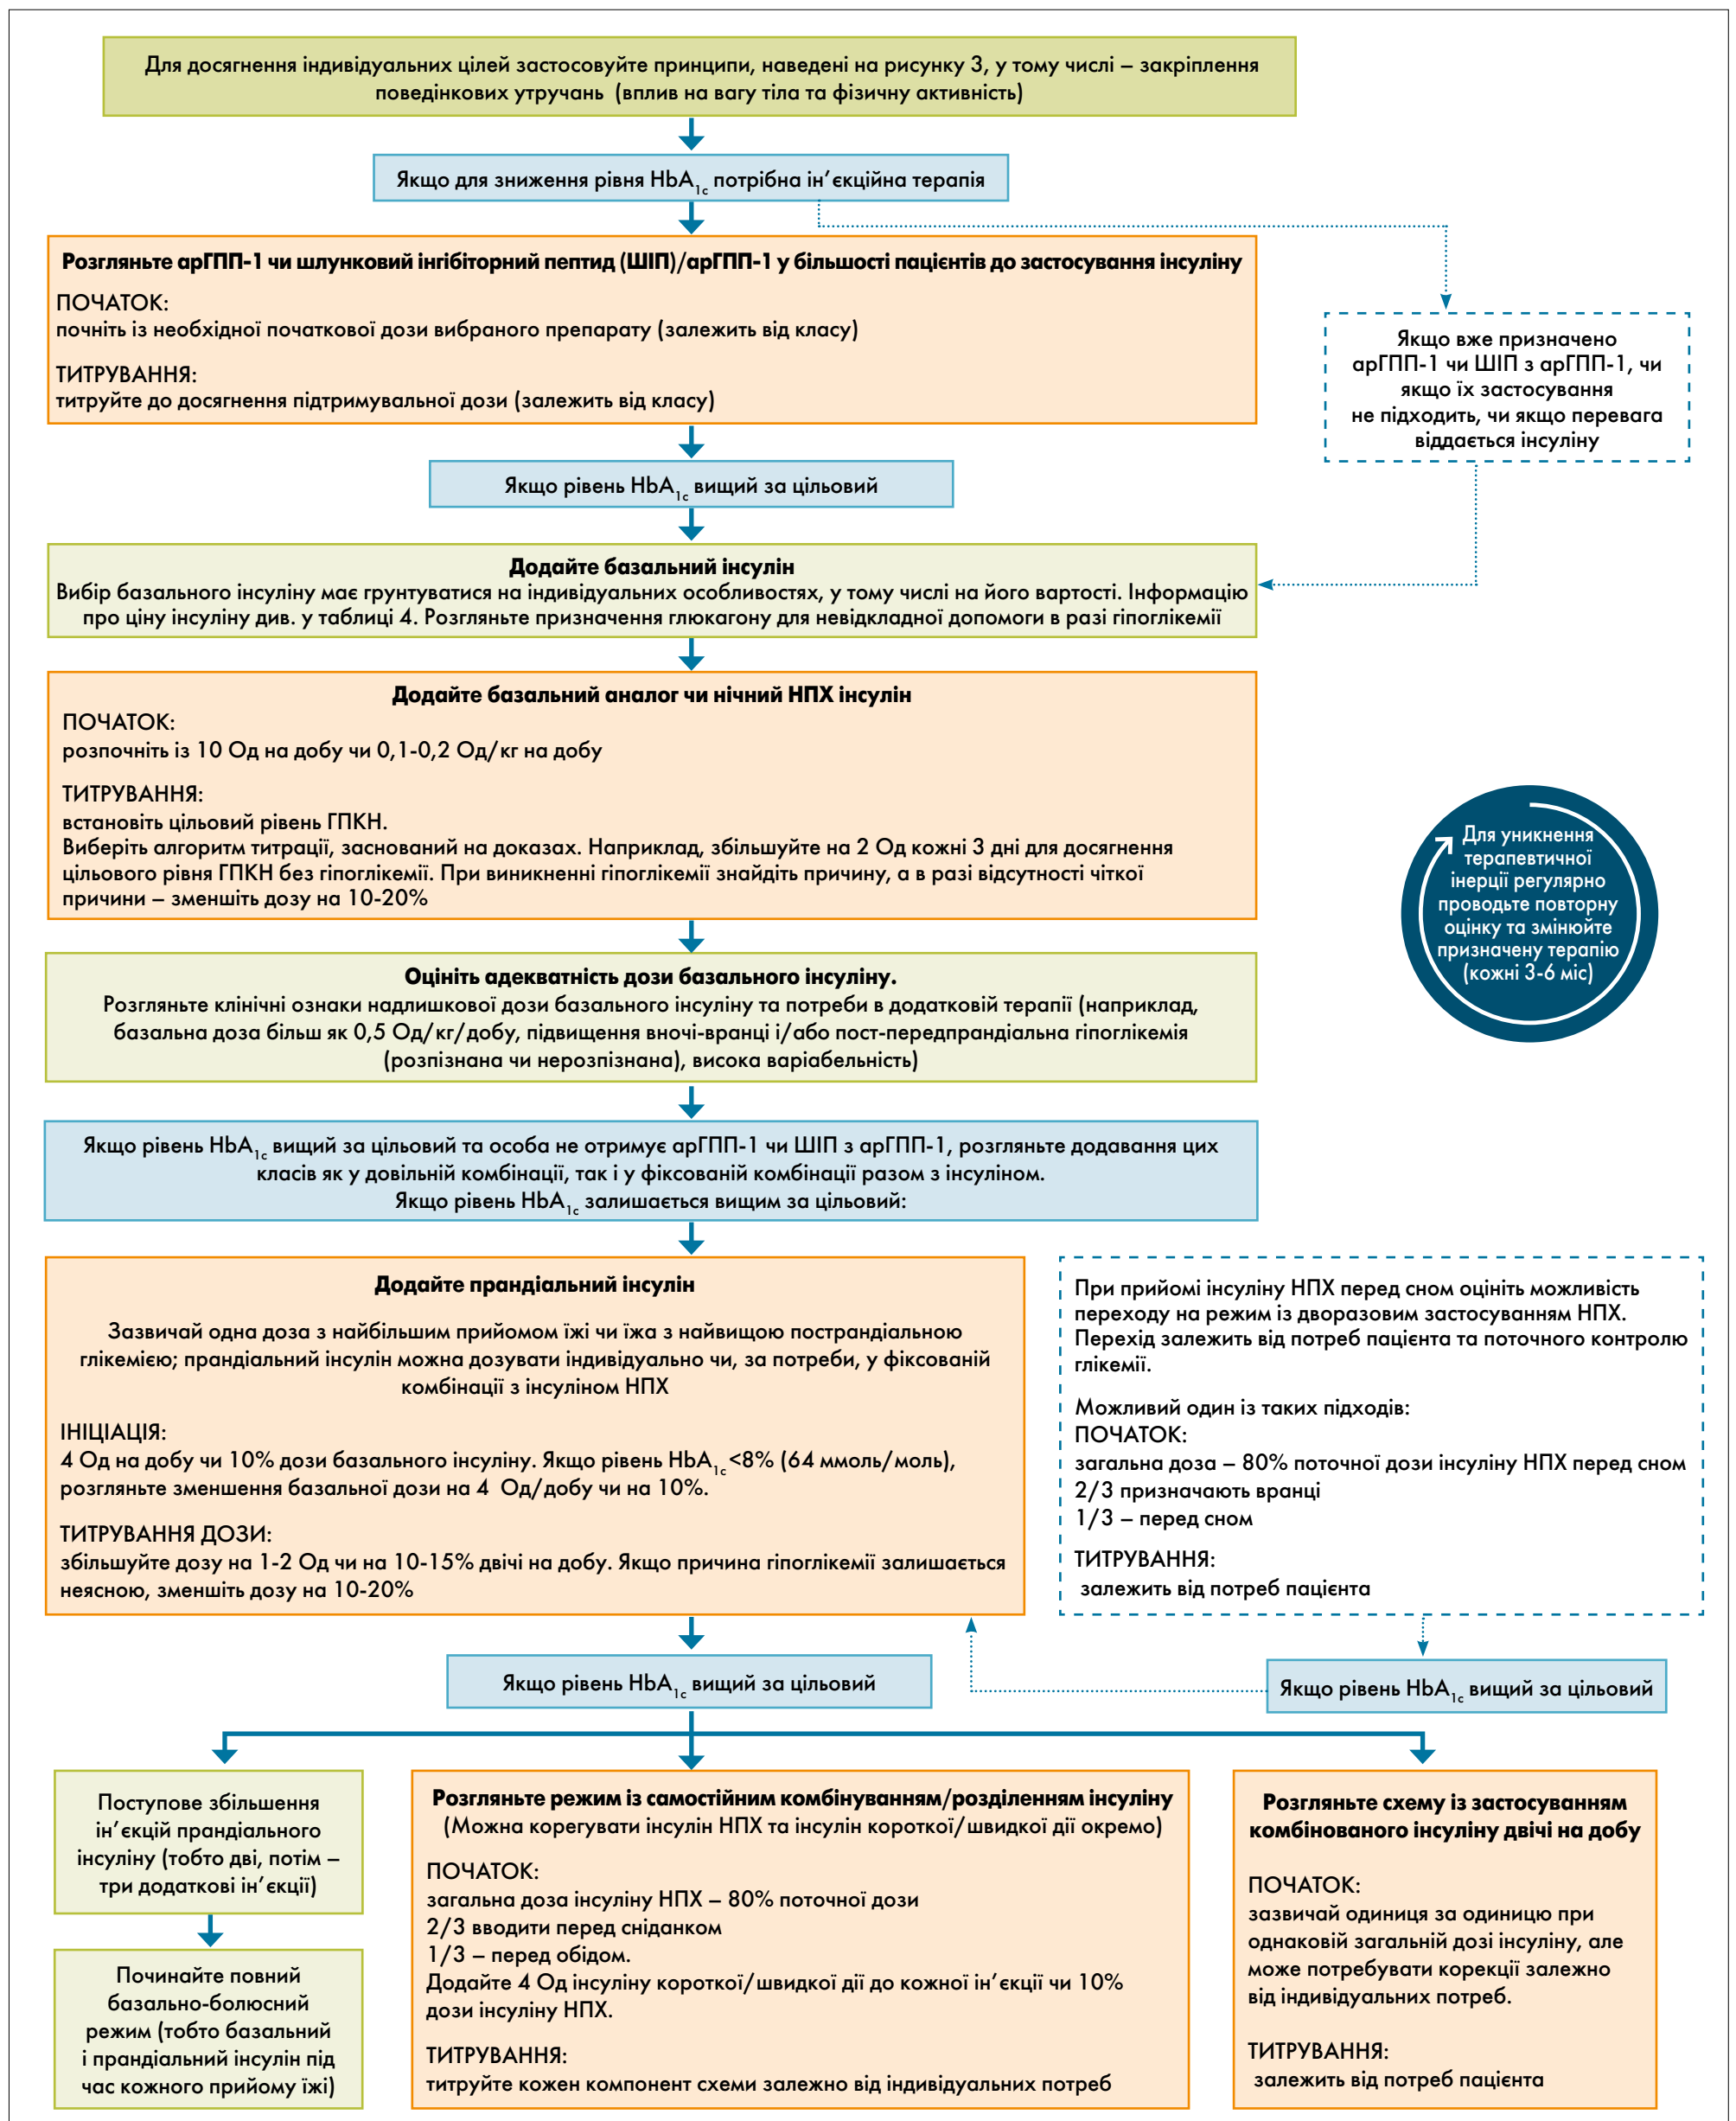 Для досягнення індивідуальних цілей застосовуйте принципи, наведені на рисунку 3, у тому числі – закріплення
поведінкових утручань (вплив на вагу тіла та фізичну активність)
Якщо для зниження рівня HbA1c потрібна ін’єкційна терапія
Розгляньте арГПП-1 чи шлунковий інгібіторний пептид (ШІП)/арГПП-1 у більшості пацієнтів до застосування інсуліну
ПОЧАТОК:
почніть із необхідної початкової дози вибраного препарату (залежить від класу)
ТИТРУВАННЯ:
титруйте до досягнення підтримувальної дози (залежить від класу)
Якщо вже призначено
арГПП-1 чи ШІП з арГПП-1, чи
якщо їх застосування
не підходить, чи якщо перевага
віддається інсуліну
Якщо рівень HbA1c вищий за цільовий
Додайте базальний інсулін
Вибір базального інсуліну має грунтуватися на індивідуальних особливостях, у тому числі на його вартості. Інформацію
про ціну інсуліну див. у таблиці 4. Розгляньте призначення глюкагону для невідкладної допомоги в разі гіпоглікемії
Додайте базальний аналог чи нічний НПХ інсулін
ПОЧАТОК:
розпочніть із 10 Од на добу чи 0,1-0,2 Од/кг на добу
ТИТРУВАННЯ:
встановіть цільовий рівень ГПКН.
Виберіть алгоритм титрації, заснований на доказах. Наприклад, збільшуйте на 2 Од кожні 3 дні для досягнення
цільового рівня ГПКН без гіпоглікемії. При виникненні гіпоглікемії знайдіть причину, а в разі відсутності чіткої
причини – зменшіть дозу на 10-20%
Для уникнення
терапевтичної
інерції регулярно
проводьте повторну
оцінку та змінюйте
призначену терапію
(кожні 3-6 міс)
Оцініть адекватність дози базального інсуліну.
Розгляньте клінічні ознаки надлишкової дози базального інсуліну та потреби в додатковій терапії (наприклад,
базальна доза більш як 0,5 Од/кг/добу, підвищення вночі-вранці і/або пост-передпрандіальна гіпоглікемія
(розпізнана чи нерозпізнана), висока варіабельність)
Якщо рівень HbA1c вищий за цільовий та особа не отримує арГПП-1 чи ШІП з арГПП-1, розгляньте додавання цих
класів як у довільній комбінації, так і у фіксованій комбінації разом з інсуліном.
Якщо рівень HbA1c залишається вищим за цільовий:
Додайте прандіальний інсулін
Зазвичай одна доза з найбільшим прийомом їжі чи їжа з найвищою пострандіальною
глікемією; прандіальний інсулін можна дозувати індивідуально чи, за потреби, у фіксованій
комбінації з інсуліном НПХ
ІНІЦІАЦІЯ:
4 Од на добу чи 10% дози базального інсуліну. Якщо рівень HbA1c <8% (64 ммоль/моль),
розгляньте зменшення базальної дози на 4 Од/добу чи на 10%.
ТИТРУВАННЯ ДОЗИ:
збільшуйте дозу на 1-2 Од чи на 10-15% двічі на добу. Якщо причина гіпоглікемії залишається
неясною, зменшіть дозу на 10-20%
При прийомі інсуліну НПХ перед сном оцініть можливість
переходу на режим із дворазовим застосуванням НПХ.
Перехід залежить від потреб пацієнта та поточного контролю
глікемії.
Можливий один із таких підходів:
ПОЧАТОК:
загальна доза – 80% поточної дози інсуліну НПХ перед сном
2/3 призначають вранці
1/3 – перед сном
ТИТРУВАННЯ:
залежить від потреб пацієнта
Якщо рівень HbA1c вищий за цільовий
Якщо рівень HbA1c вищий за цільовий
Поступове збільшення
ін’єкцій прандіального
інсуліну (тобто дві, потім –
три додаткові ін’єкції)
Починайте повний
базально-болюсний
режим (тобто базальний
і прандіальний інсулін під
час кожного прийому їжі)
Розгляньте режим із самостійним комбінуванням/розділенням інсуліну
(Можна корегувати інсулін НПХ та інсулін короткої/швидкої дії окремо)
ПОЧАТОК:
загальна доза інсуліну НПХ – 80% поточної дози
2/3 вводити перед сніданком
1/3 – перед обідом.
Додайте 4 Од інсуліну короткої/швидкої дії до кожної ін’єкції чи 10%
дози інсуліну НПХ.
ТИТРУВАННЯ:
титруйте кожен компонент схеми залежно від індивідуальних потреб
Розгляньте схему із застосуванням
комбінованого інсуліну двічі на добу
ПОЧАТОК:
зазвичай одиниця за одиницю при
однаковій загальній дозі інсуліну, але
може потребувати корекції залежно
від індивідуальних потреб.
ТИТРУВАННЯ:
залежить від потреб пацієнта